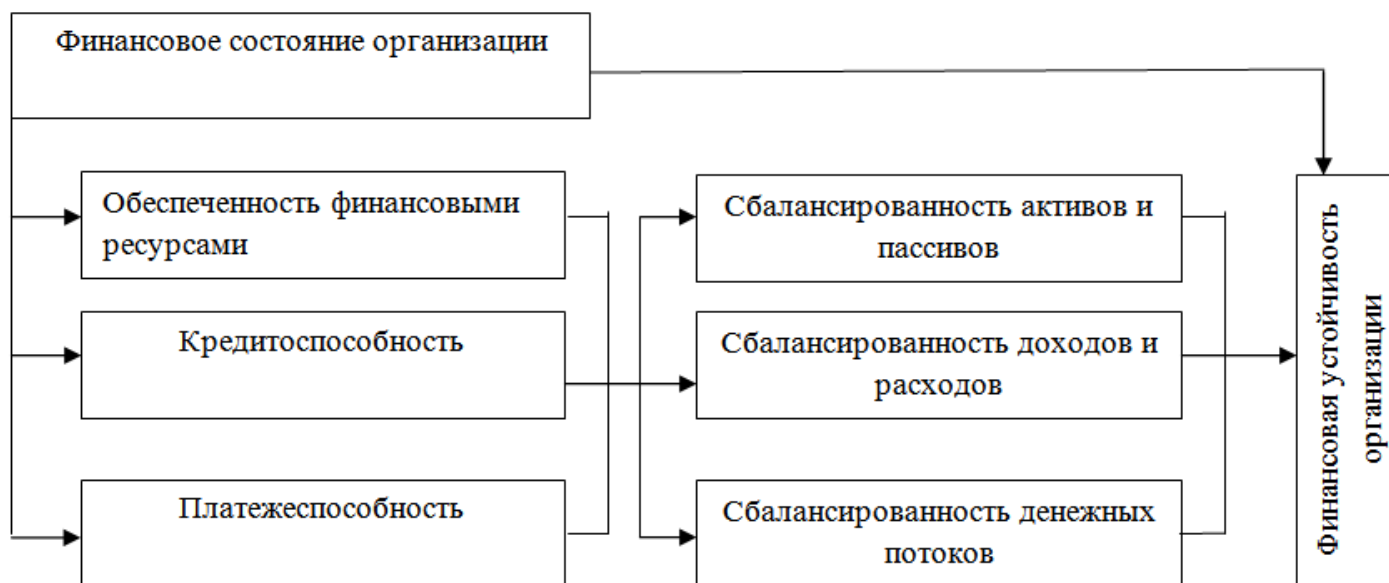 Финансовое состояние организации
Обеспеченность финансовыми
ресурсами
Сбалансированность активов и
пассивов
Кредитоспособность
Сбалансированность доходов и
расходов
Платежеспособность
Сбалансированность денежных
потоков
Финансовая устойчивость
организации